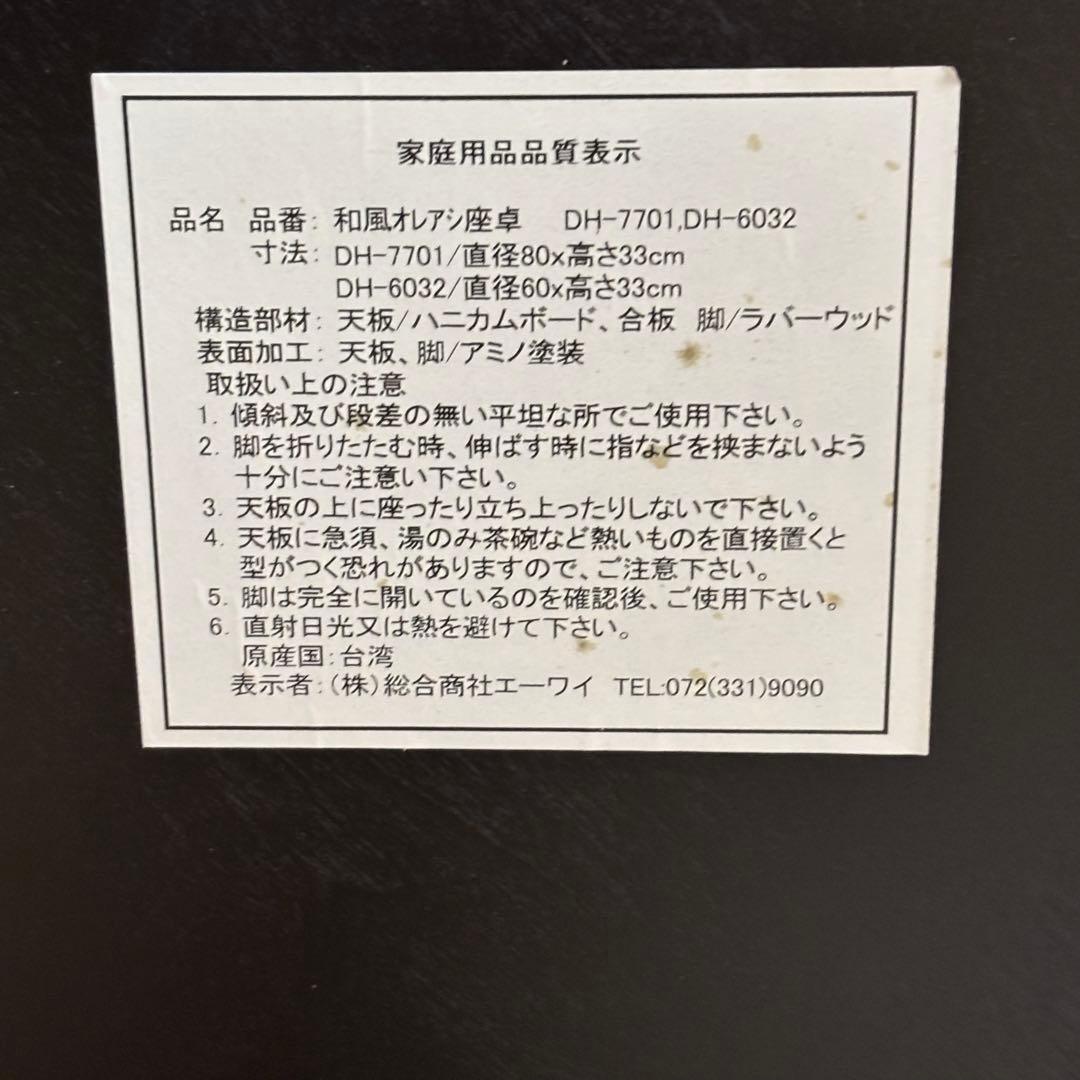 家庭用品品質表示
品名 品番: 和風オレアシ座卓 DH-7701,DH-6032
寸法: DH-7701/直径80x高さ33cm
DH-6032/直径60x高さ33cm
構造部材: 天板/ハニカムボード、合板 脚/ラバーウッド
表面加工: 天板、脚/アミノ塗装
取扱い上の注意
1. 傾斜及び段差の無い平坦な所でご使用下さい。
2. 脚を折りたたむ時、伸ばす時に指などを挟まないよう
十分にご注意い下さい。
3. 天板の上に座ったり立ち上ったりしないで下さい。
4. 天板に急須、湯のみ茶碗など熱いものを直接置くと
型がつく恐れがありますので、ご注意下さい。
5. 脚は完全に開いているのを確認後、ご使用下さい。
6. 直射日光又は熱を避けて下さい。
原産国:台湾
表示者:(株)総合商社エーワイ TEL:072(331)9090